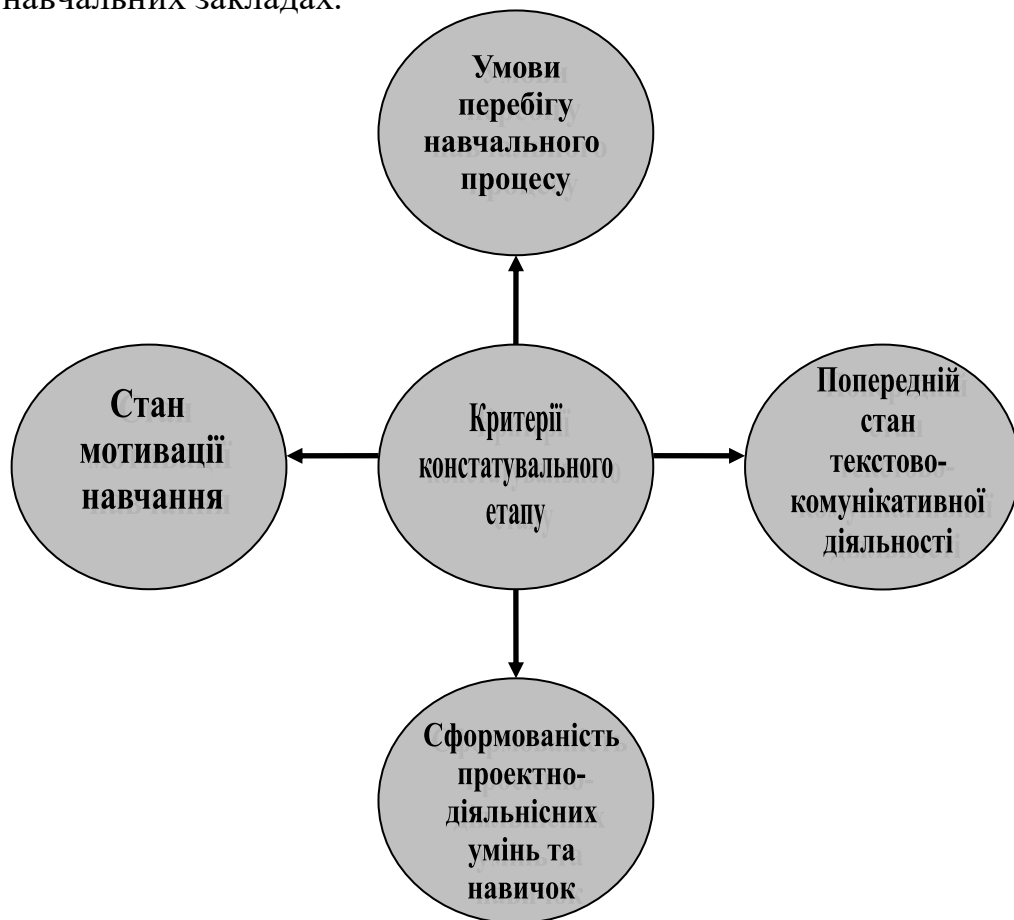 навчальних закладах.
Умови
перебігу
навчального
процесу
Стан
мотивації
навчання
Критерії
констатувального
етапу
Попередній
стан
текстово-
комунікативної
діяльності
Сформованість
проектно-
діяльнісних
умінь та
навичок